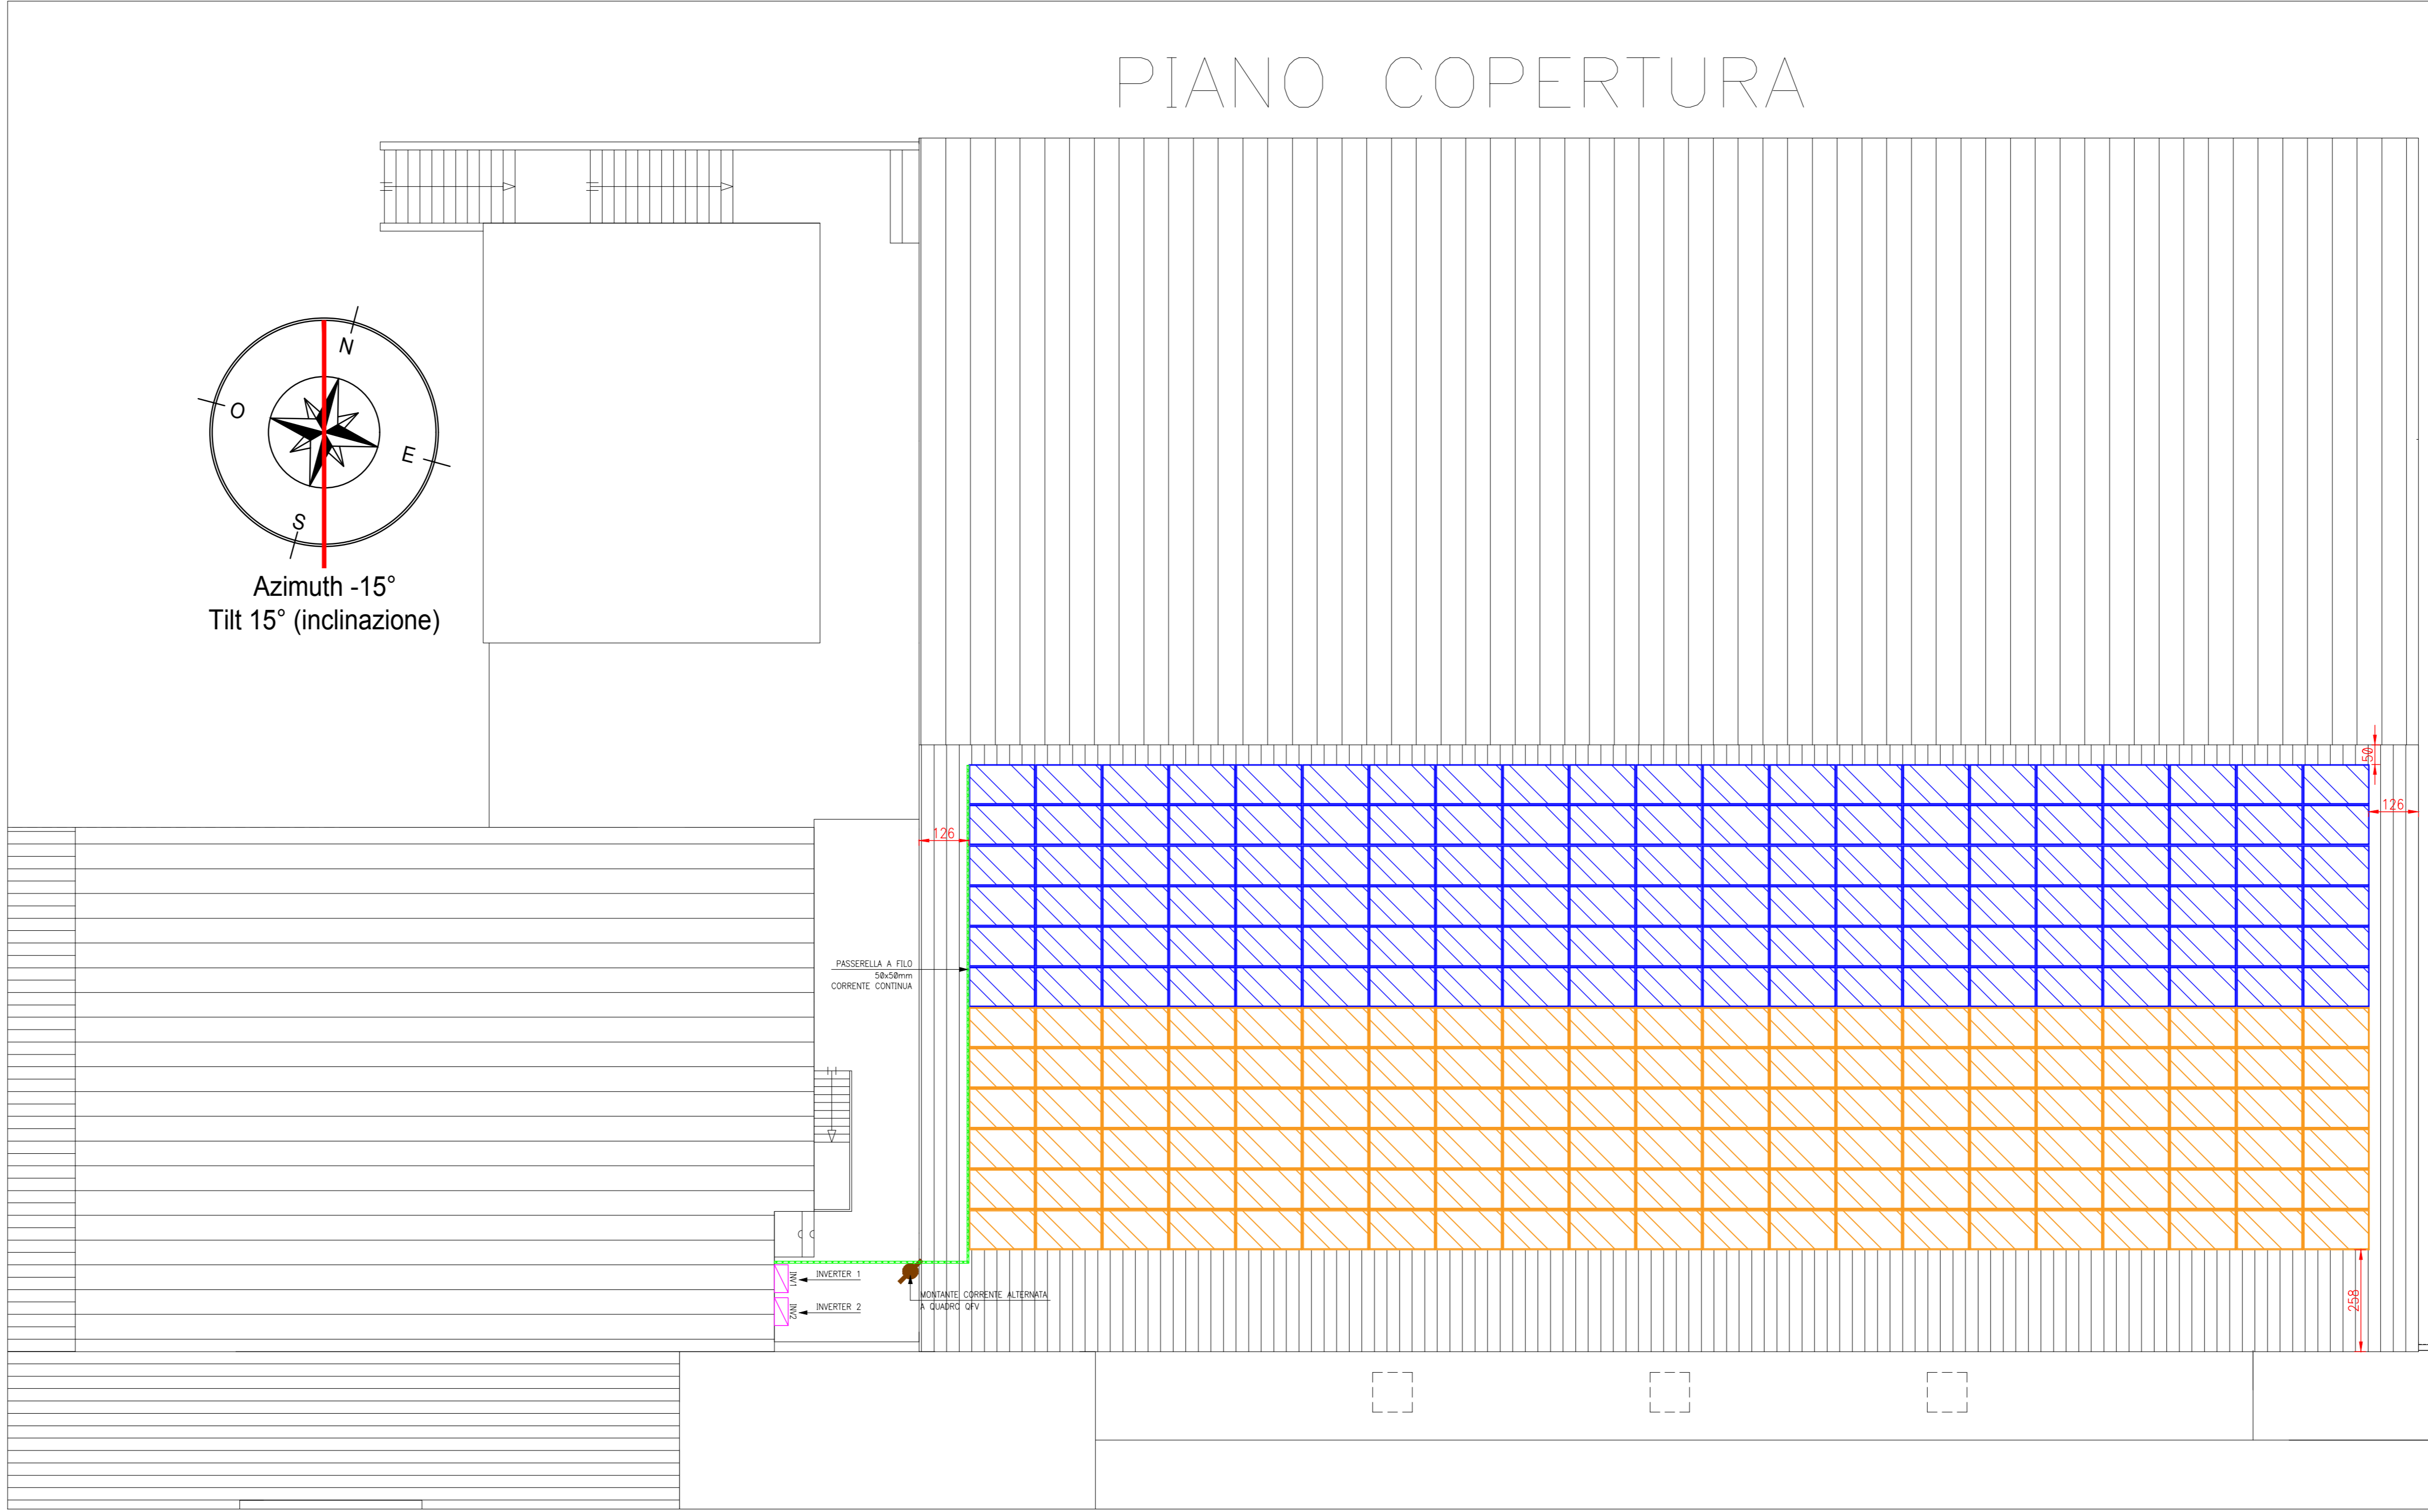 PIANO COPERTURA
N
O
E
S
Azimuth -15°
Tilt 15° (inclinazione)
50
126
126
PASSERELLA A FILO
50x50mm
CORRENTE CONTINUA
INV1
INVERTER 1
INV2
INVERTER 2
MONTANTE CORRENTE ALTERNATA
A QUADRO QFV
258